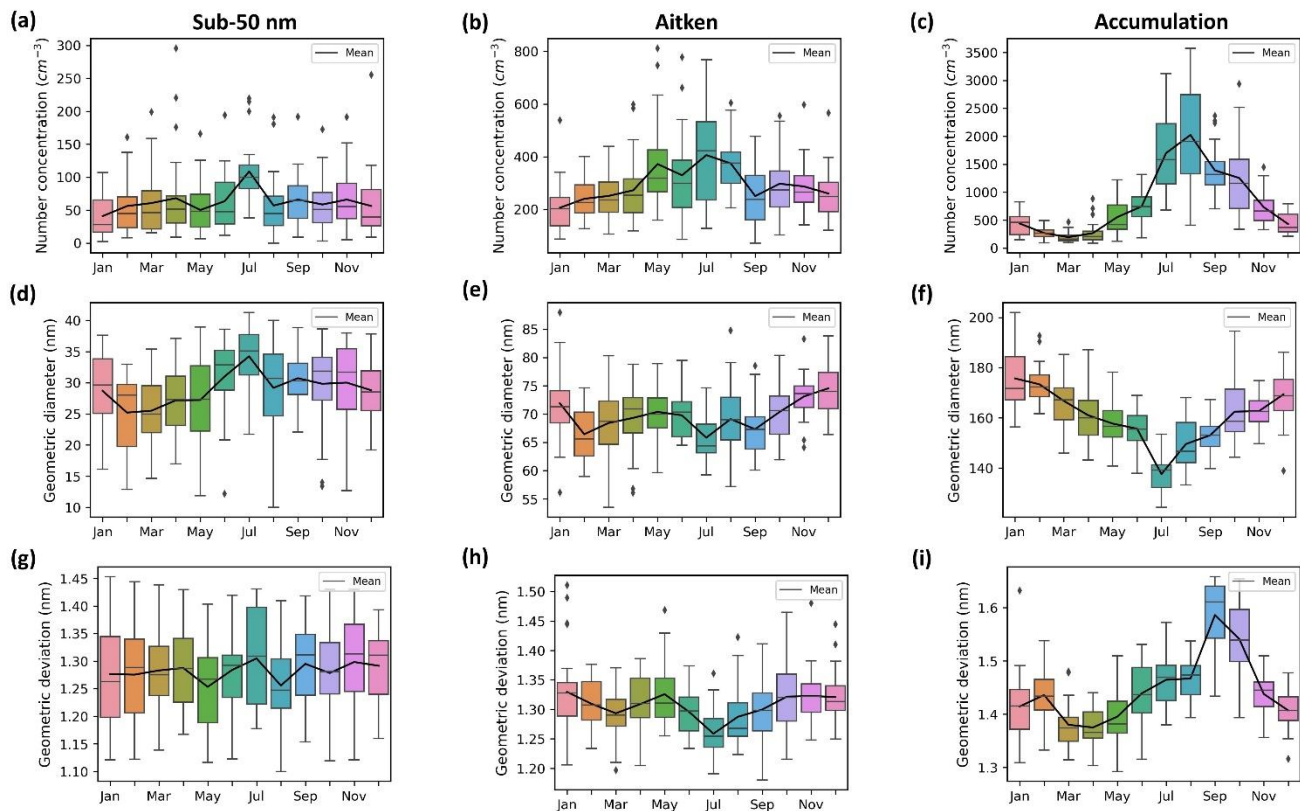 (a) Sub-50 nm
(b) Aitken
(c) Accumulation
Number concentration (cm⁻³)
300
250
200
150
100
50
0
Jan Mar May Jul Sep Nov
Mean
Number concentration (cm⁻³)
800
600
400
200
Jan Mar May Jul Sep Nov
Mean
Number concentration (cm⁻³)
3500
3000
2500
2000
1500
1000
500
0
Jan Mar May Jul Sep Nov
Mean
(d)
Geometric diameter (nm)
40
35
30
25
20
15
10
Jan Mar May Jul Sep Nov
Mean
(e)
Geometric diameter (nm)
85
80
75
70
65
60
55
Jan Mar May Jul Sep Nov
Mean
(f)
Geometric diameter (nm)
200
180
160
140
Jan Mar May Jul Sep Nov
Mean
(g)
Geometric deviation (nm)
1.45
1.40
1.35
1.30
1.25
1.20
1.15
1.10
Jan Mar May Jul Sep Nov
Mean
(h)
Geometric deviation (nm)
1.50
1.45
1.40
1.35
1.30
1.25
1.20
Jan Mar May Jul Sep Nov
Mean
(i)
Geometric deviation (nm)
1.6
1.5
1.4
1.3
Jan Mar May Jul Sep Nov
Mean